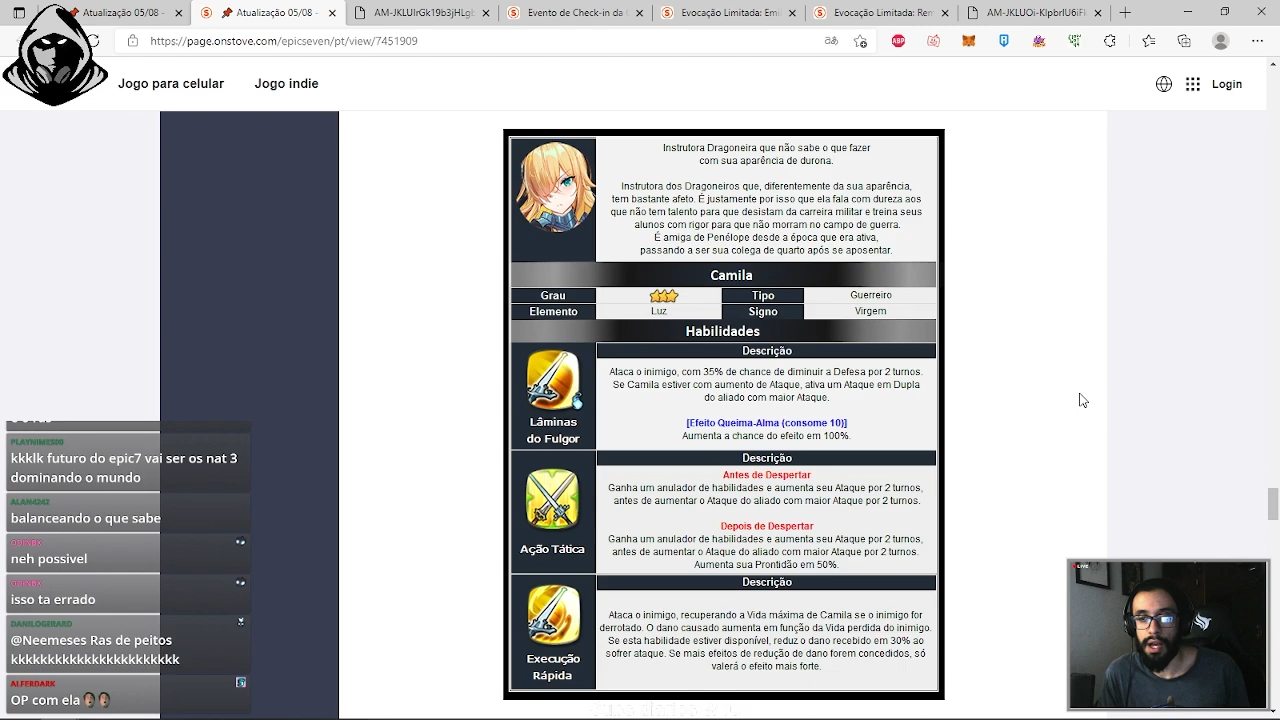 Atualização 05/08 -
Atualização 05/08 -
AM-JKLUIrGk19b3jHLg
Evento de Check-in da
Evocação Limitada: Em
Evocação Limitada: Ren
AM-JKLUOi-KIpbrIU6iF
https://page.onstove.com/epicseven/pt/view/7451909
ABP
Jogo para celular
Jogo indie
Login
Instrutora Dragoneira que não sabe o que fazer
com sua aparência de durona.
Instrutora dos Dragoneiros que, diferentemente da sua aparência,
tem bastante afeto. É justamente por isso que ela fala com dureza aos
que não tem talento para que desistam da carreira militar e treina seus
alunos com rigor para que não morram no campo de guerra.
É amiga de Penélope desde a época que era ativa,
passando a ser sua colega de quarto após se aposentar.
Camila
Grau
Tipo
Guerreiro
Elemento
Luz
Signo
Virgem
Habilidades
Descrição
Ataca o inimigo, com 35% de chance de diminuir a Defesa por 2 turnos.
Se Camila estiver com aumento de Ataque, ativa um Ataque em Dupla
do aliado com maior Ataque.
[Efeito Queima-Alma (consome 10)]
Aumenta a chance do efeito em 100%.
Lâminas
do Fulgor
Descrição
Antes de Despertar
Ganha um anulador de habilidades e aumenta seu Ataque por 2 turnos,
antes de aumentar o Ataque do aliado com maior Ataque por 2 turnos.
Depois de Despertar
Ganha um anulador de habilidades e aumenta seu Ataque por 2 turnos,
antes de aumentar o Ataque do aliado com maior Ataque por 2 turnos.
Aumenta sua Prontidão em 50%.
Ação Tática
Descrição
Ataca o inimigo, recuperando a Vida máxima de Camila se o inimigo for
derrotado. O dano causado aumenta em função da Vida perdida do inimigo.
Se esta habilidade estiver disponível, reduz o dano recebido em 30% ao
sofrer ataque. Se mais efeitos de redução de dano forem concedidos, só
valerá o efeito mais forte.
Execução
Rápida
kkklk futuro do epic7 vai ser os nat 3
dominando o mundo
balanceando o que sabe
neh possivel
isso ta errado
DANILOGERARD
@Neemeses Ras de peitos
kkkkkkkkkkkkkkkkkkkkkkk
ALFERDARK
OP com ela
LIVE